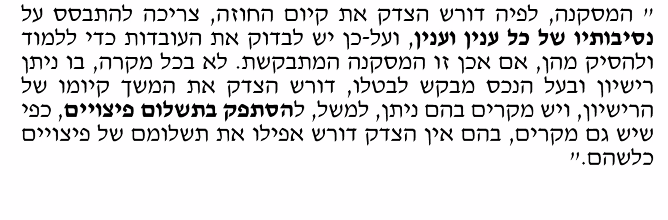 ״ המסקנה, לפיה דורש הצדק את קיום החוזה, צריכה להתבסס על
נסיבותיו של כל ענין וענין, ועל-כן יש לבדוק את העובדות כדי ללמוד
ולהסיק מהן, אם אכן זו המסקנה המתבקשת. לא בכל מקרה, בו ניתן
רישיון ובעל הנכס מבקש לבטלו, דורש הצדק את המשך קיומו של
הרישיון, ויש מקרים בהם ניתן, למשל, להסתפק בתשלום פיצויים, כפי
שיש גם מקרים, בהם אין הצדק דורש אפילו את תשלומם של פיצויים
כלשהם.״